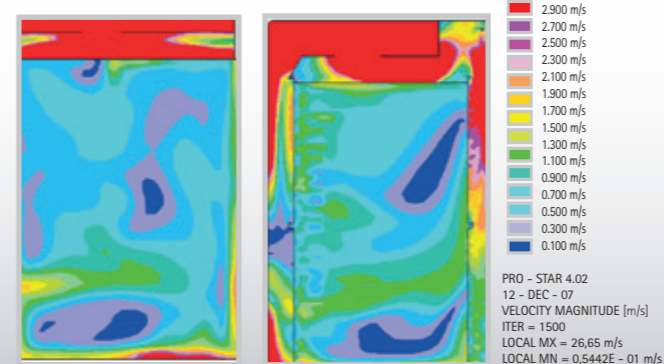 2.900 m/s
2.700 m/s
2.500 m/s
2.300 m/s
2.100 m/s
1.900 m/s
1.700 m/s
1.500 m/s
1.300 m/s
1.100 m/s
0.900 m/s
0.700 m/s
0.500 m/s
0.300 m/s
0.100 m/s
PRO - STAR 4.02
12 - DEC - 07
VELOCITY MAGNITUDE [m/s]
ITER = 1500
LOCAL MX = 26,65 m/s
LOCAL MN = 0,5442E - 01 m/s